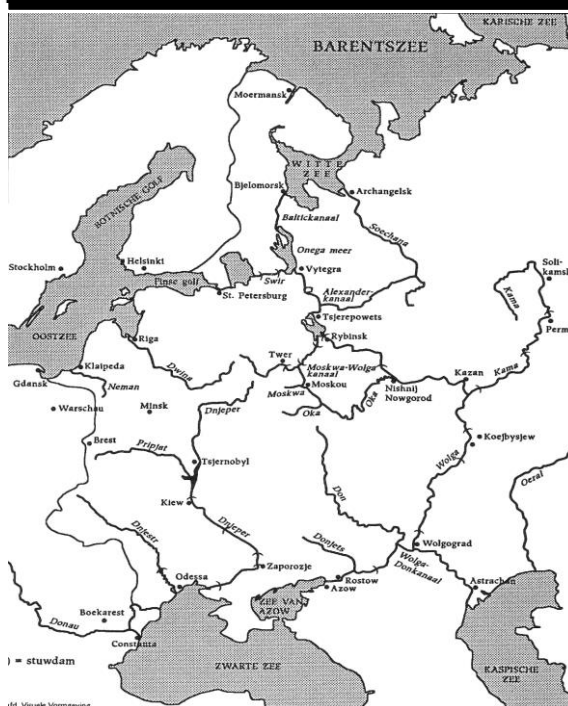 KARISCHE ZEE
BARENTSZEE
Moermansk
WITTE
ZEE
Bjelomorsk
Archangelsk
BOTNISCHE GOLF
Baltickanaal
Soechana
Onega meer
Stockholm
Helsinki
Vytegra
Soli-
kamsk
Finse golf
Swir
St. Petersburg
Alexander-
kanaal
Kama
Tsjerepowets
Perm
OOSTZEE
Riga
Rybinsk
Twer
Moskwa-Wolga
kanaal
Klaipeda
Dwina
Kazan
Kama
Gdansk
Neman
Moskwa
Moskou
Nishnij
Nowgorod
Oka
Oka
Warschau
Minsk
Dnjeper
Brest
Pripjat
Koejbysjew
Tsjernobyl
Wolga
Oeral
Don
Kiew
Dnjestr
Dnjeper
Donjets
Wolgograd
Zaporozje
Wolga-
Donkanaal
Odessa
Rostow
Astrachan
Azow
ZEE VAN
AZOW
Boekarest
Donau
Constanta
) = stuwdam
ZWARTE ZEE
KASPISCHE
ZEE
Visuele Vormgeving